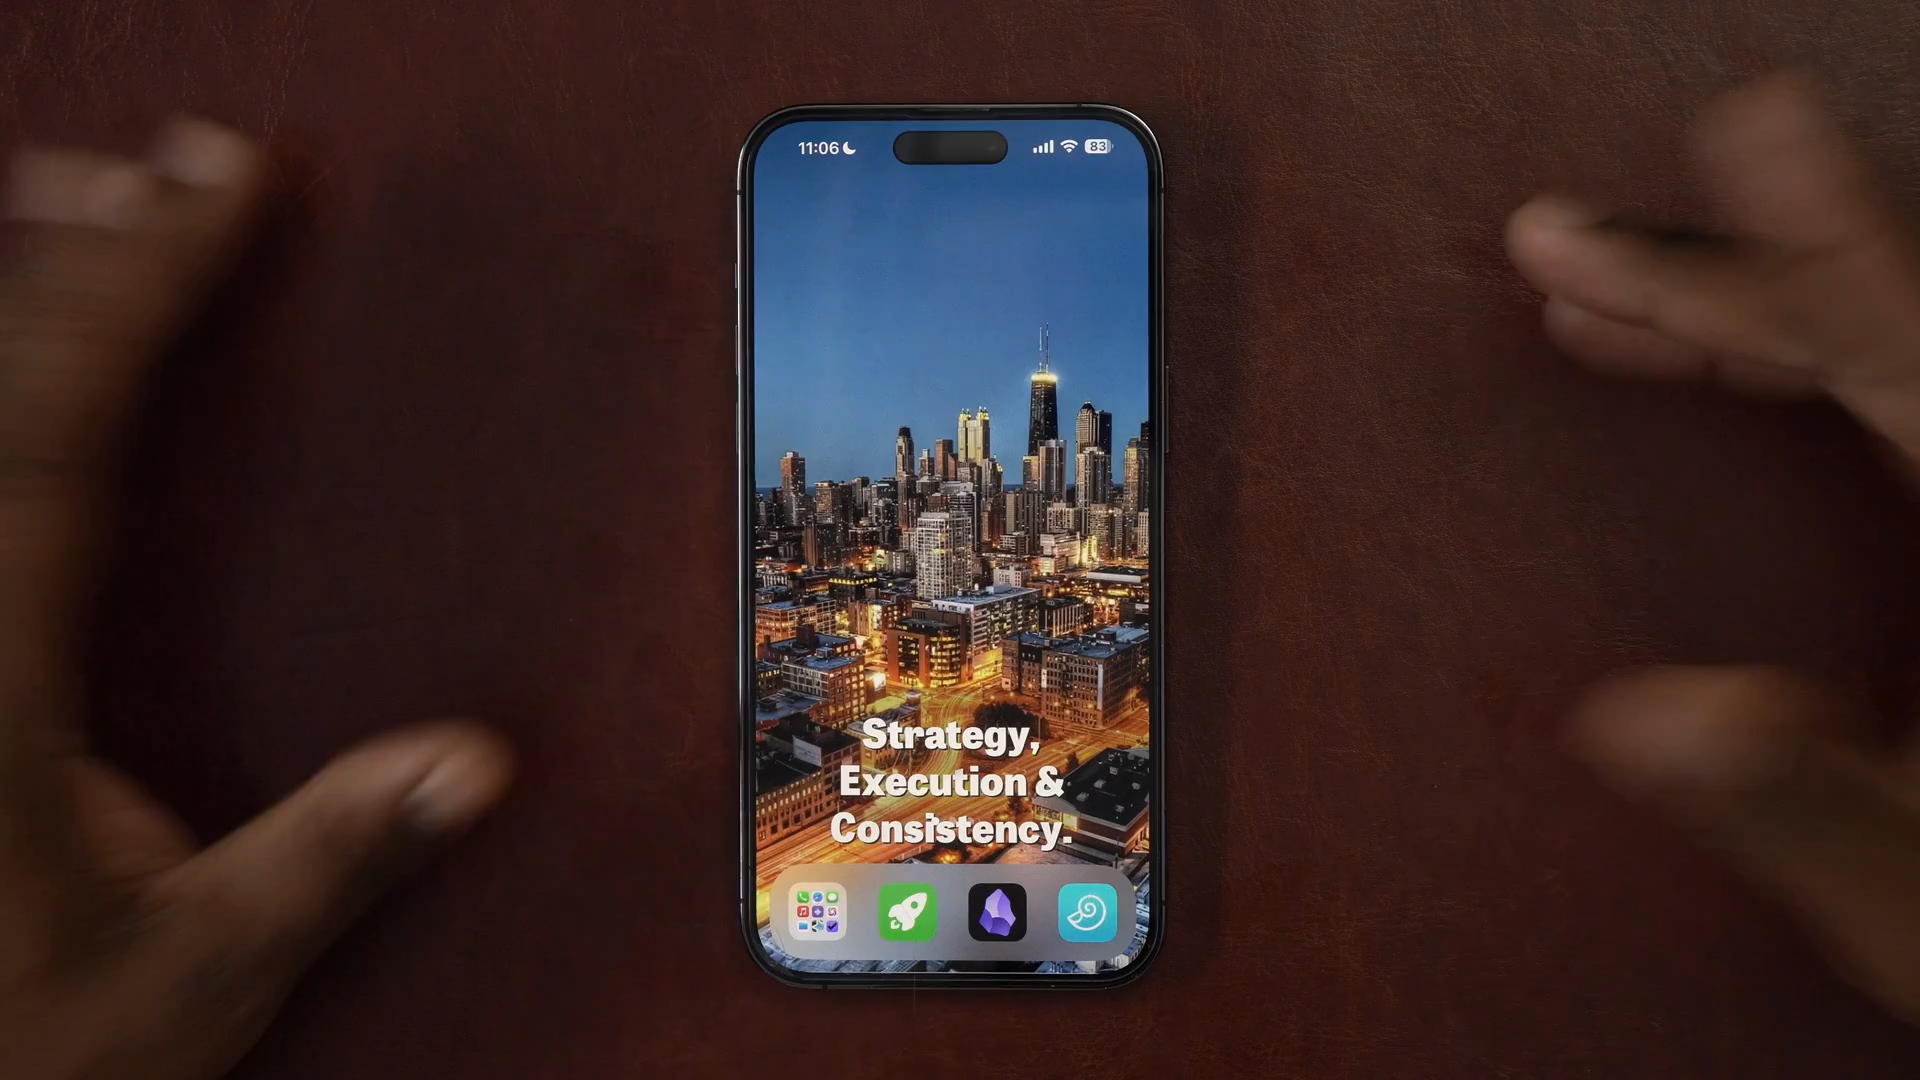 11:06
83
Strategy,
Execution &
Consistency.